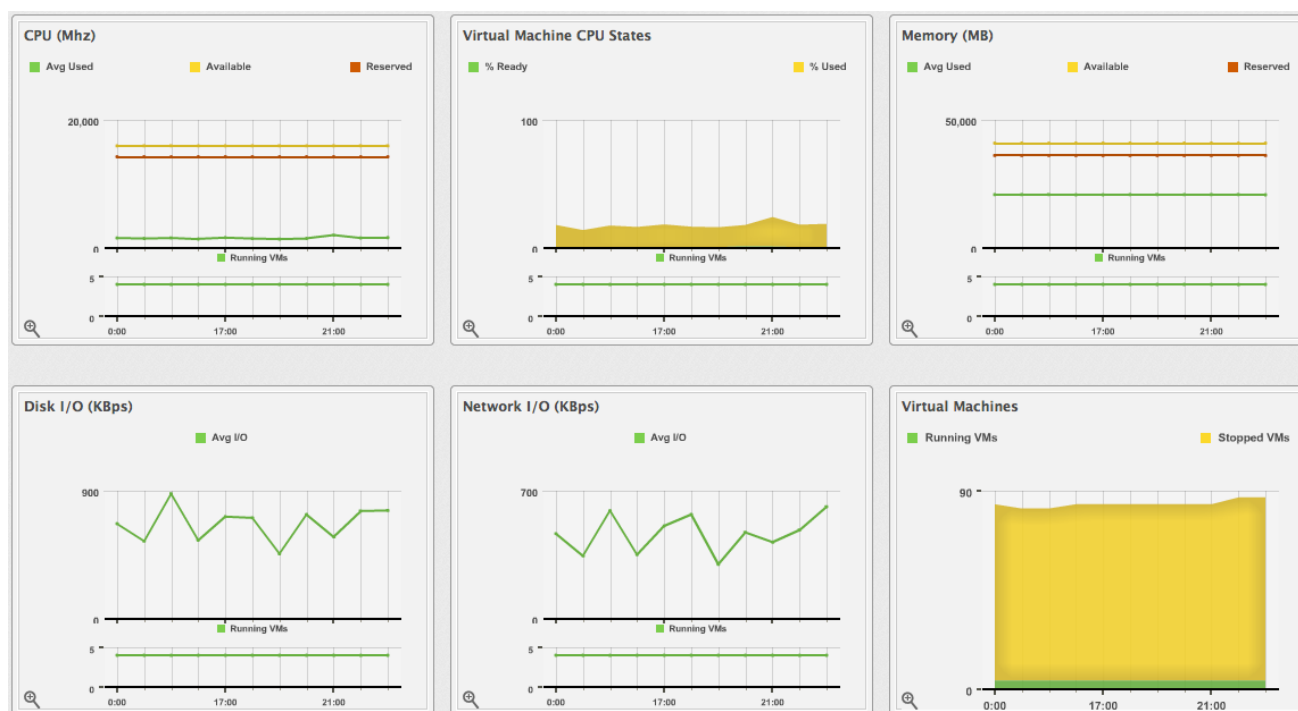 CPU (Mhz)
Avg Used Available Reserved
20,000
0
Running VMs
5
0
0:00 17:00 21:00
Virtual Machine CPU States
% Ready % Used
100
0
Running VMs
5
0
0:00 17:00 21:00
Memory (MB)
Avg Used Available Reserved
50,000
0
Running VMs
5
0
0:00 17:00 21:00
Disk I/O (KBps)
Avg I/O
900
0
Running VMs
5
0
0:00 17:00 21:00
Network I/O (KBps)
Avg I/O
700
0
Running VMs
5
0
0:00 17:00 21:00
Virtual Machines
Running VMs Stopped VMs
90
0
0:00 17:00 21:00